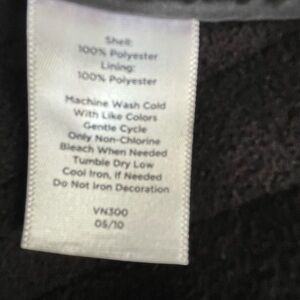 Shell:
100% Polyester
Lining:
100% Polyester
Machine Wash Cold
With Like Colors
Gentle Cycle
Only Non-Chlorine
Bleach When Needed
Tumble Dry Low
Cool Iron, If Needed
Do Not Iron Decoration
VN300
05/10